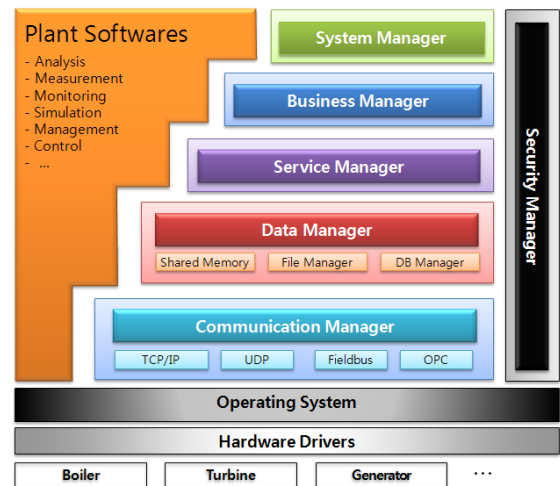 Plant Softwares
- Analysis
- Measurement
- Monitoring
- Simulation
- Management
- Control
- ...
System Manager
Business Manager
Service Manager
Data Manager
Shared Memory File Manager DB Manager
Communication Manager
TCP/IP UDP Fieldbus OPC
Security Manager
Operating System
Hardware Drivers
Boiler Turbine Generator ...